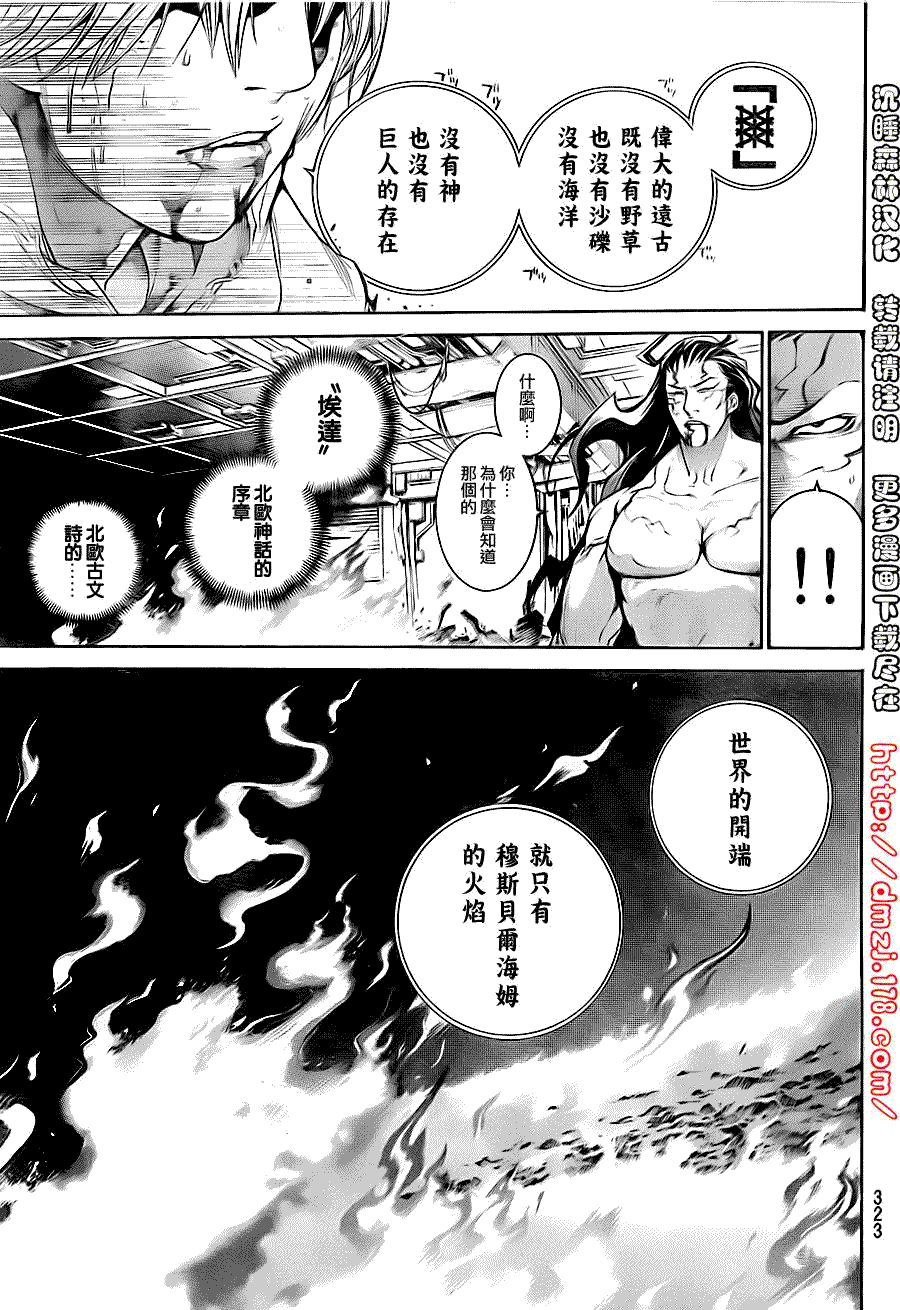 『※』
偉大的遠古
既沒有野草
也沒有沙礫
沒有海洋
沒有神
也沒有
巨人的存在
!!
什麼啊…
你…
為什麼會知道
那個的
〝埃達〞
北歐神話的
序章
北歐古文
詩的……
世界的開端
就只有
穆斯貝爾海姆
的火焰
沉睡森林汉化 转载请注明 更多漫画下载尽在 http://dmzj.178.com/
323